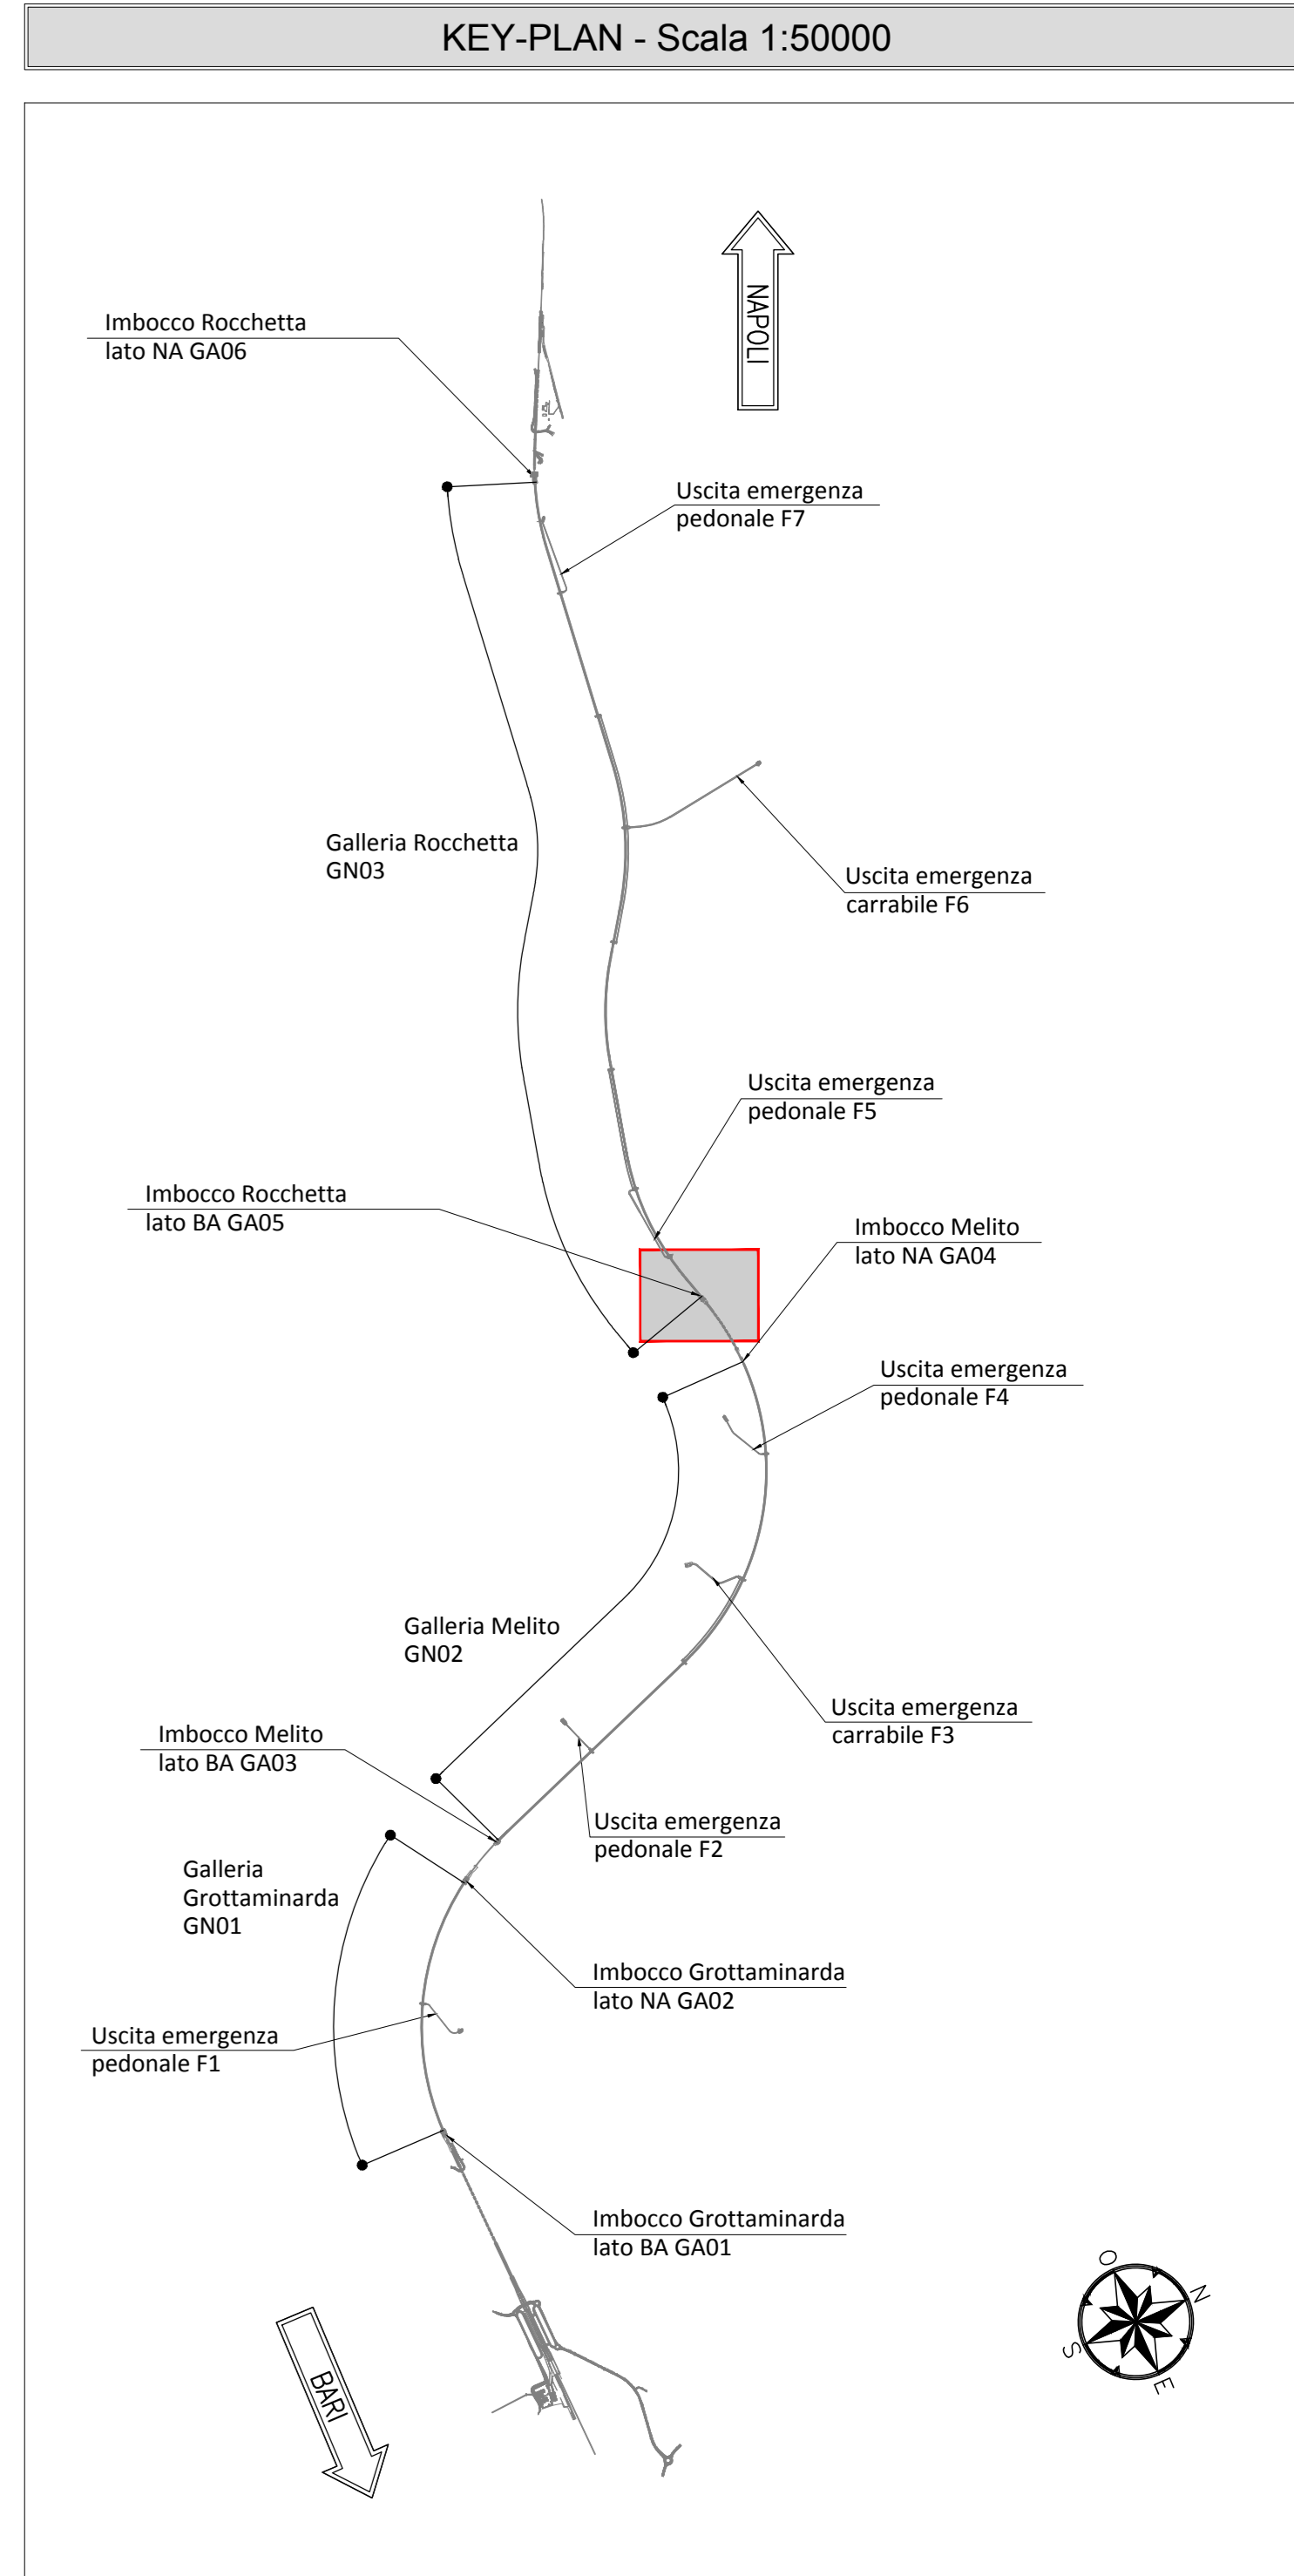 KEY-PLAN - Scala 1:50000
NAPOLI
Imbocco Rocchetta
lato NA GA06
Uscita emergenza
pedonale F7
Galleria Rocchetta
GN03
Uscita emergenza
carrabile F6
Uscita emergenza
pedonale F5
Imbocco Rocchetta
lato BA GA05
Imbocco Melito
lato NA GA04
Uscita emergenza
pedonale F4
Galleria Melito
GN02
Uscita emergenza
carrabile F3
Imbocco Melito
lato BA GA03
Uscita emergenza
pedonale F2
Galleria
Grottaminarda
GN01
Imbocco Grottaminarda
lato NA GA02
Uscita emergenza
pedonale F1
Imbocco Grottaminarda
lato BA GA01
O
N
S
E
BARI